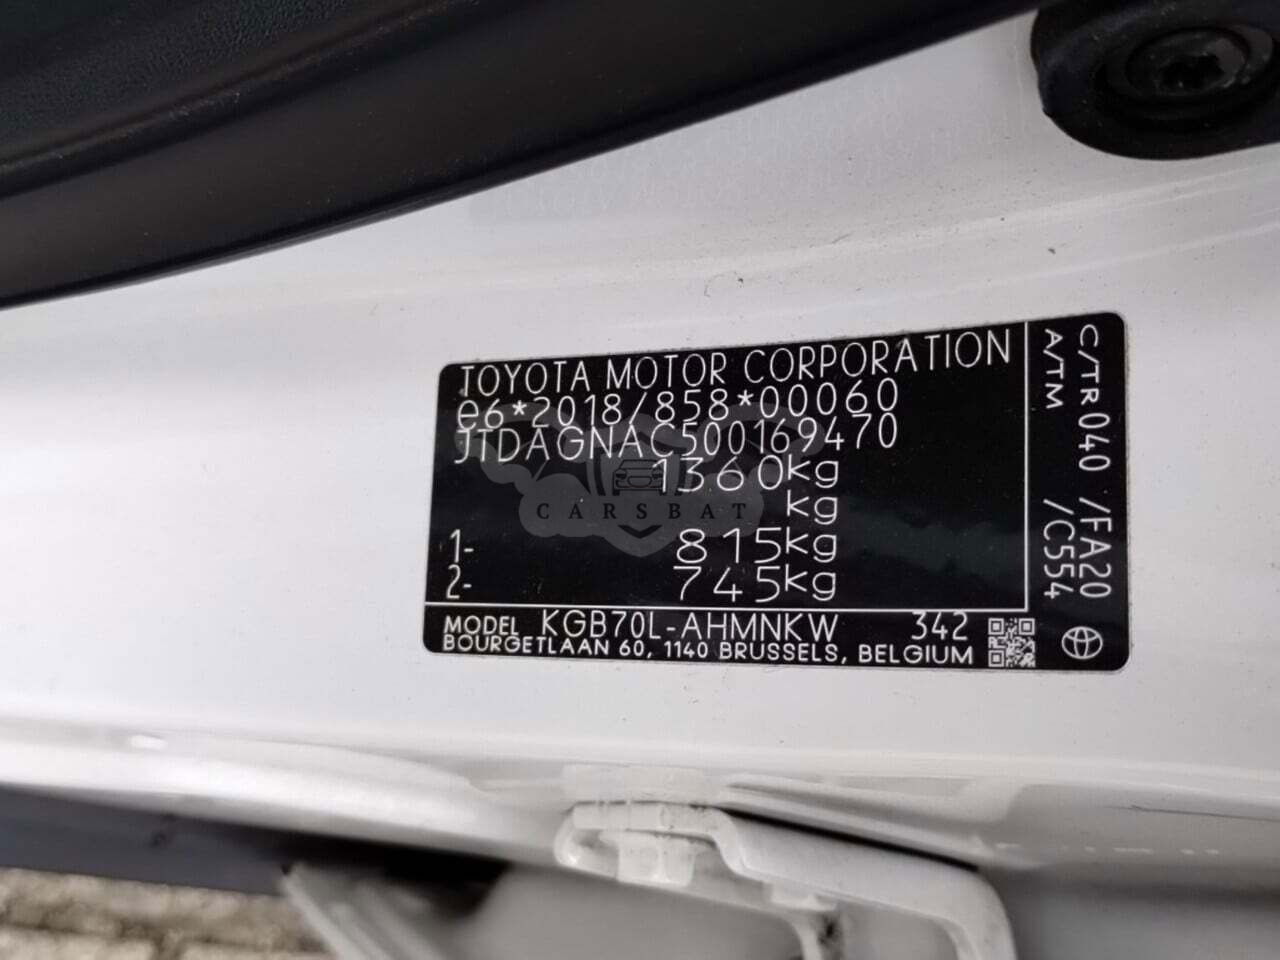 TOYOTA MOTOR CORPORATION
e6*2018/858*00060
JTDAGNAC500169470
1360kg
kg
1- 815kg
2- 745kg
MODEL KGB70L-AHMNKW 342
BOURGETLAAN 60, 1140 BRUSSELS, BELGIUM
C/TR 040 /FA20
A/TM /C554
CARSBAT